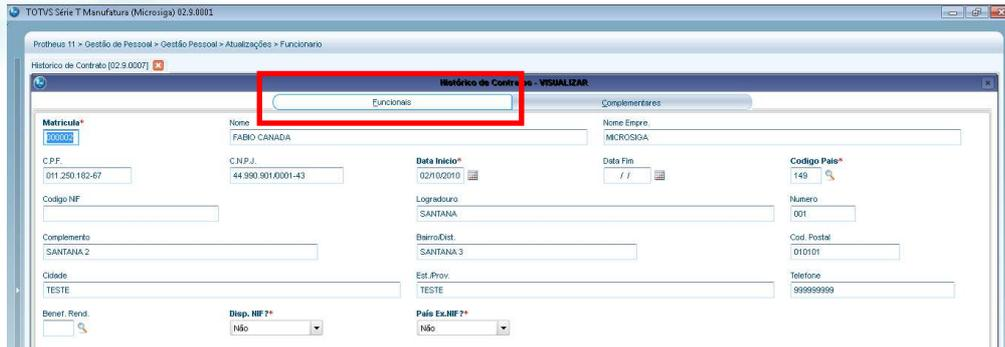 TOTVS Série T Manufatura (Microsiga) 02.9.0001
Protheus 11 > Gestão de Pessoal > Gestão Pessoal > Atualizações > Funcionario
Historico de Contrato [02.9.0007]
Histórico de Contratos - VISUALIZAR
Funcionais Complementares
Matricula* Nome Nome Empre.
000002 FABIO CANADA MICROSIGA
C.P.F. C.N.P.J. Data Inicio* Data Fim Codigo Pais*
011.250.182-67 44.990.901/0001-43 02/10/2010 / / 149
Codigo NIF Logradouro Numero
SANTANA 001
Complemento Bairro/Dist. Cod. Postal
SANTANA 2 SANTANA 3 010101
Cidade Est./Prov. Telefone
TESTE TESTE 999999999
Benef. Rend. Disp. NIF?* País Ex.NIF?*
Não Não